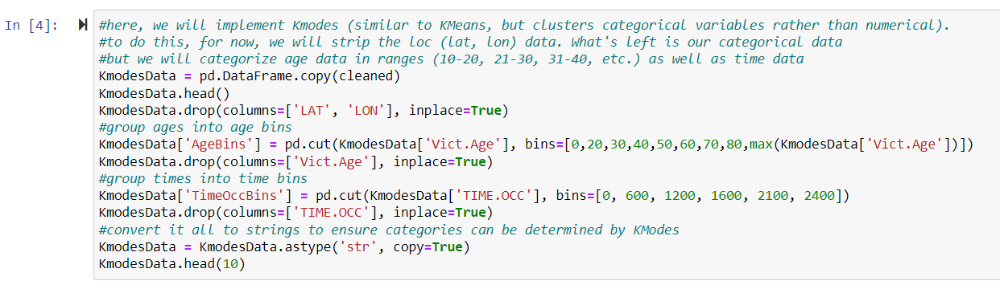 In [4]: #here, we will implement Kmodes (similar to KMeans, but clusters categorical variables rather than numerical).
#to do this, for now, we will strip the loc (lat, lon) data. What's left is our categorical data
#but we will categorize age data in ranges (10-20, 21-30, 31-40, etc.) as well as time data
KmodesData = pd.DataFrame.copy(cleaned)
KmodesData.head()
KmodesData.drop(columns=['LAT', 'LON'], inplace=True)
#group ages into age bins
KmodesData['AgeBins'] = pd.cut(KmodesData['Vict.Age'], bins=[0,20,30,40,50,60,70,80,max(KmodesData['Vict.Age'])])
KmodesData.drop(columns=['Vict.Age'], inplace=True)
#group times into time bins
KmodesData['TimeOccBins'] = pd.cut(KmodesData['TIME.OCC'], bins=[0, 600, 1200, 1600, 2100, 2400])
KmodesData.drop(columns=['TIME.OCC'], inplace=True)
#convert it all to strings to ensure categories can be determined by KModes
KmodesData = KmodesData.astype('str', copy=True)
KmodesData.head(10)